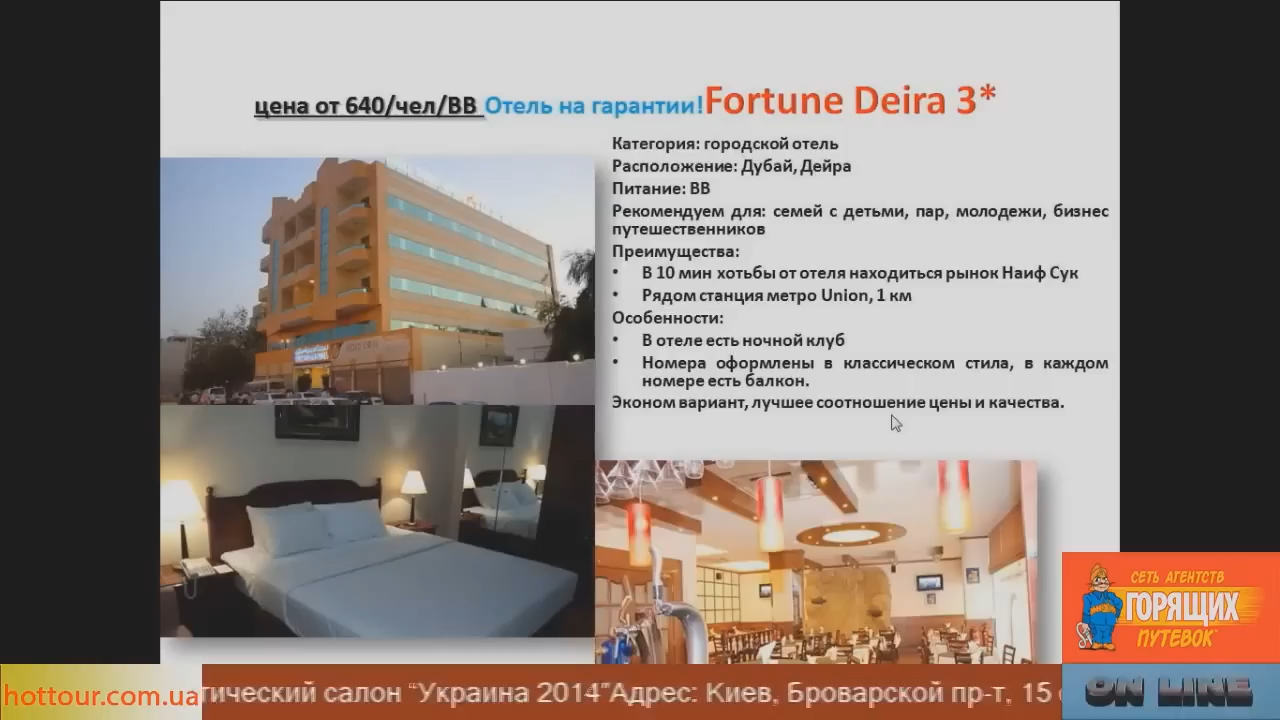 цена от 640/чел/BB Отель на гарантии!Fortune Deira 3*
Категория: городской отель
Расположение: Дубай, Дейра
Питание: BB
Рекомендуем для: семей с детьми, пар, молодежи, бизнес
путешественников
Преимущества:
• В 10 мин хотьбы от отеля находиться рынок Наиф Сук
• Рядом станция метро Union, 1 км
Особенности:
• В отеле есть ночной клуб
• Номера оформлены в классическом стила, в каждом
номере есть балкон.
Эконом вариант, лучшее соотношение цены и качества.
СЕТЬ АГЕНТСТВ
ГОРЯЩИХ
ПУТЕВОК
hottour.com.ua
тический салон “Украина 2014”Адрес: Киев, Броварской пр-т, 15
ON LINE